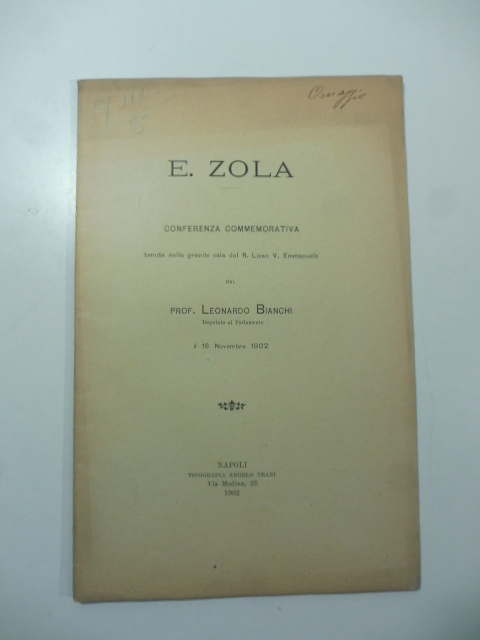 Omaggio
E. ZOLA
CONFERENZA COMMEMORATIVA
tenuta nella grande sala del R. Liceo V. Emmanuele
DAL
PROF. LEONARDO BIANCHI
Deputato al Parlamento
il 16 Novembre 1902
NAPOLI
TIPOGRAFIA ANGELO TRANI
Via Medina, 25
1902